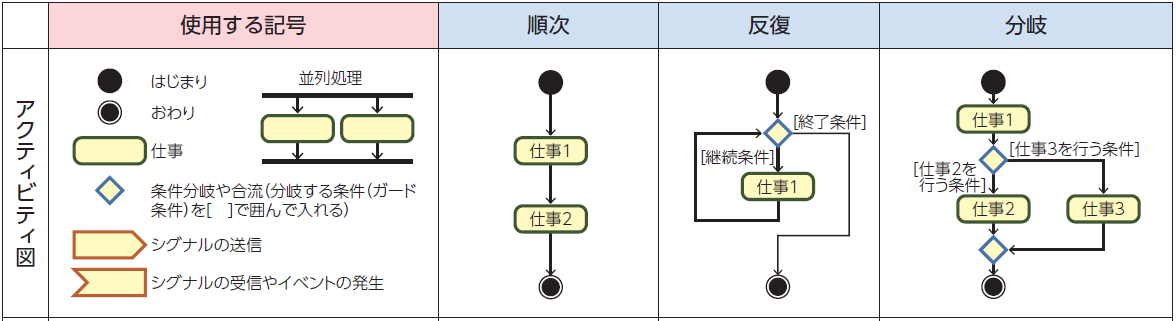 使用する記号
順次
反復
分岐
アクティビティ図
はじまり
おわり
仕事
並列処理
条件分岐や合流（分岐する条件（ガード
条件）を[　]で囲んで入れる）
シグナルの送信
シグナルの受信やイベントの発生
仕事1
仕事2
[終了条件]
[継続条件]
仕事1
仕事1
[仕事3を行う条件]
[仕事2を
行う条件]
仕事2
仕事3